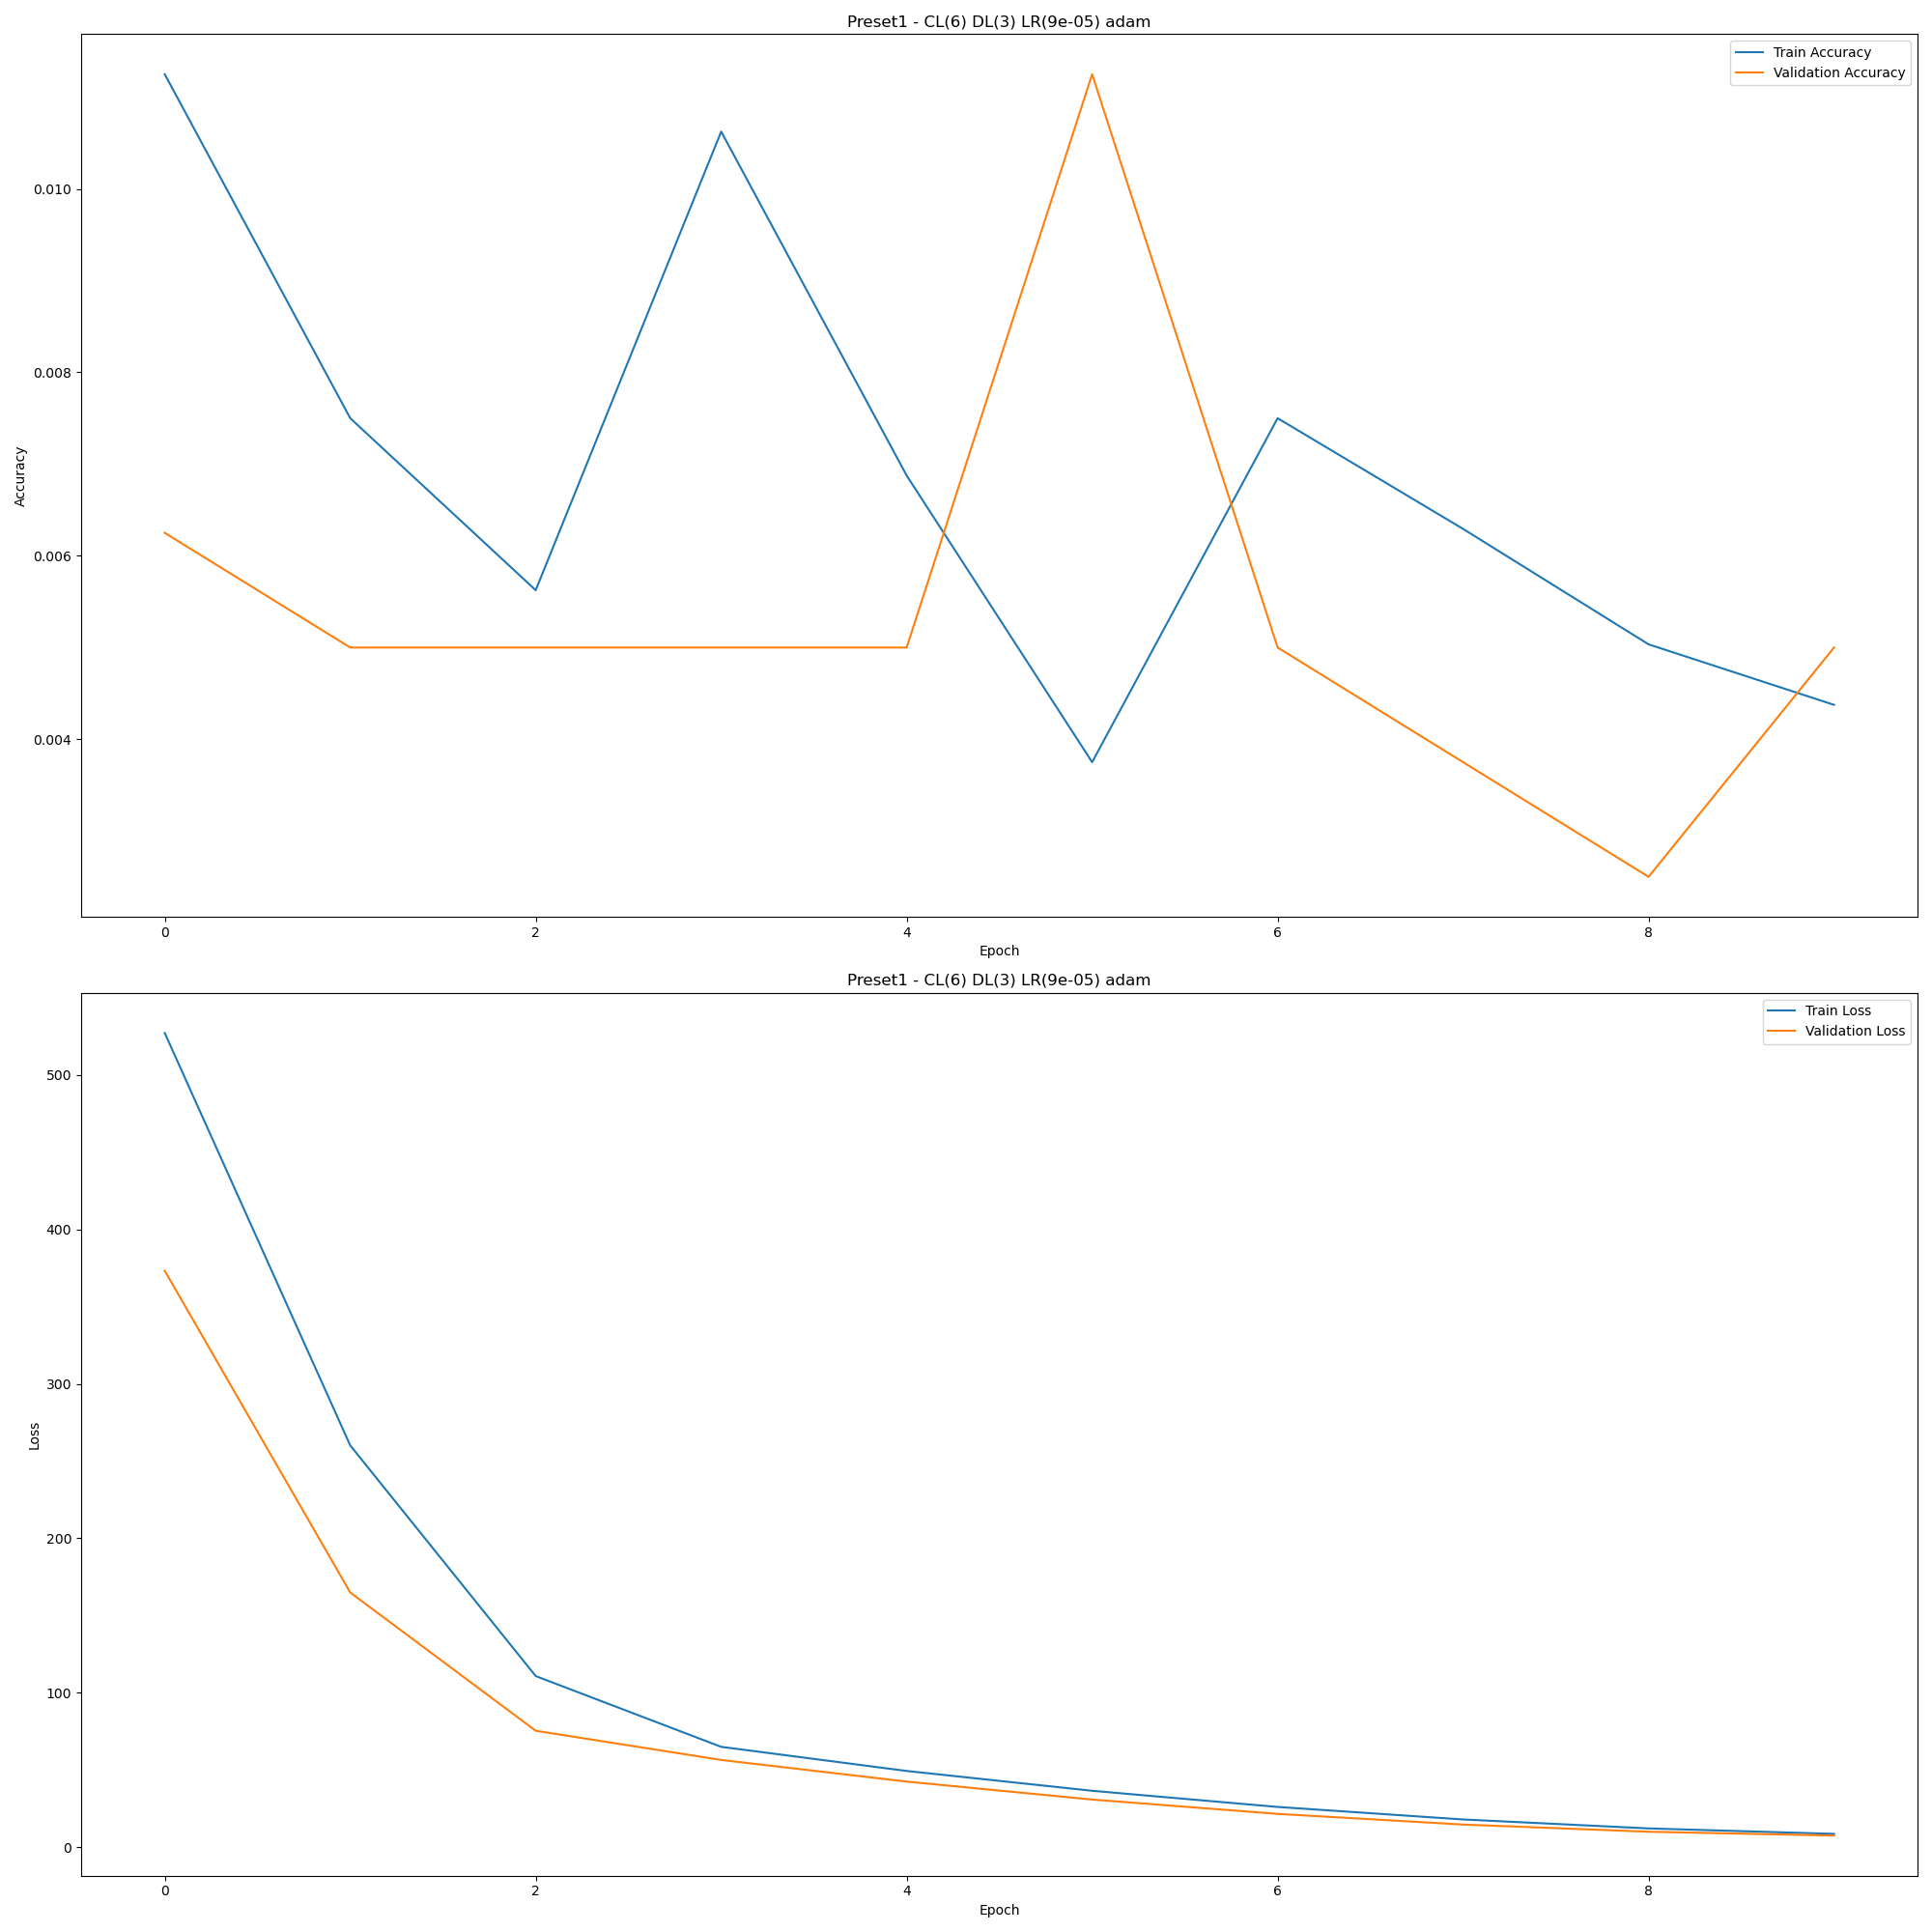 Preset1 - CL(6) DL(3) LR(9e-05) adam
Train Accuracy
Validation Accuracy
0.010
0.008
0.006
0.004
Accuracy
0 2 4 6 8
Epoch
Preset1 - CL(6) DL(3) LR(9e-05) adam
Train Loss
Validation Loss
500
400
300
200
100
0
Loss
0 2 4 6 8
Epoch